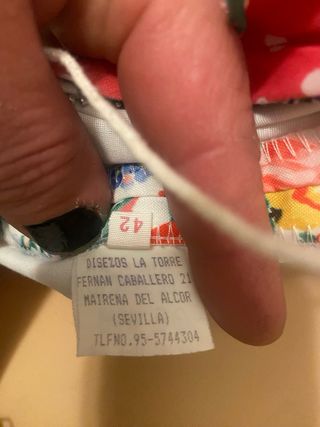 42
DISEÑOS LA TORRE
FERNAN CABALLERO 21
MAIRENA DEL ALCOR
(SEVILLA)
TLFNO.95-5744304